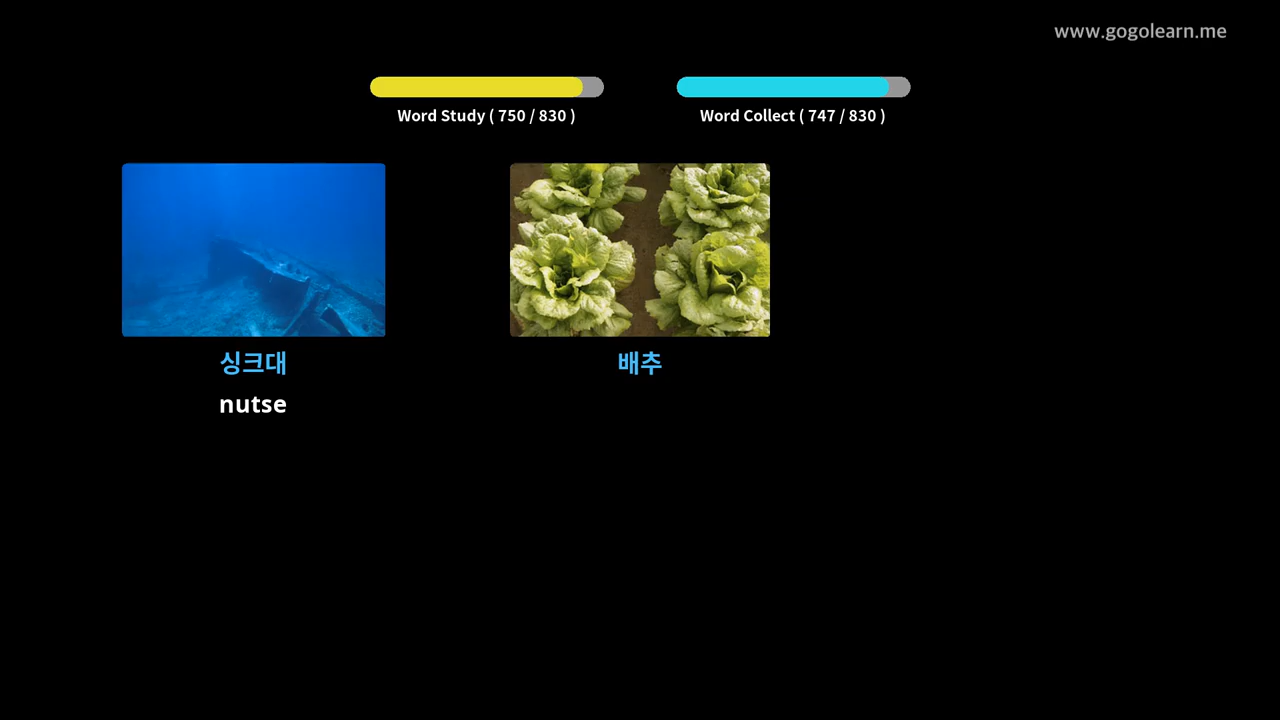 www.gogolearn.me
Word Study ( 750 / 830 )
Word Collect ( 747 / 830 )
싱크대
nutse
배추